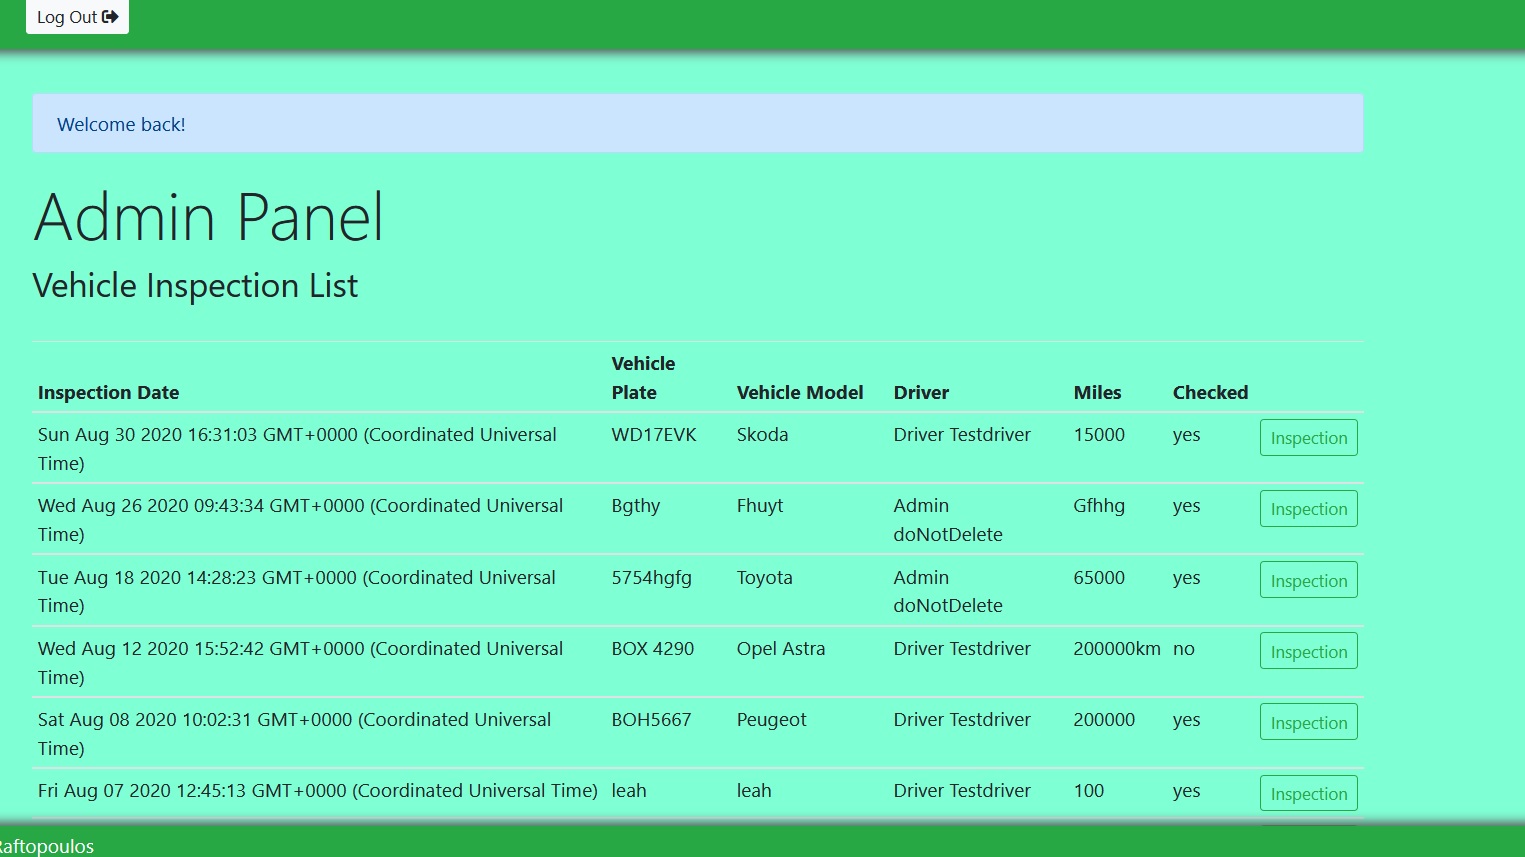 Log Out
Welcome back!
Admin Panel
Vehicle Inspection List
Inspection Date Vehicle Plate Vehicle Model Driver Miles Checked
Sun Aug 30 2020 16:31:03 GMT+0000 (Coordinated Universal Time) WD17EVK Skoda Driver Testdriver 15000 yes Inspection
Wed Aug 26 2020 09:43:34 GMT+0000 (Coordinated Universal Time) Bgthy Fhuyt Admin doNotDelete Gfhhg yes Inspection
Tue Aug 18 2020 14:28:23 GMT+0000 (Coordinated Universal Time) 5754hgfg Toyota Admin doNotDelete 65000 yes Inspection
Wed Aug 12 2020 15:52:42 GMT+0000 (Coordinated Universal Time) BOX 4290 Opel Astra Driver Testdriver 200000km no Inspection
Sat Aug 08 2020 10:02:31 GMT+0000 (Coordinated Universal Time) BOH5667 Peugeot Driver Testdriver 200000 yes Inspection
Fri Aug 07 2020 12:45:13 GMT+0000 (Coordinated Universal Time) leah leah Driver Testdriver 100 yes Inspection
Raftopoulos